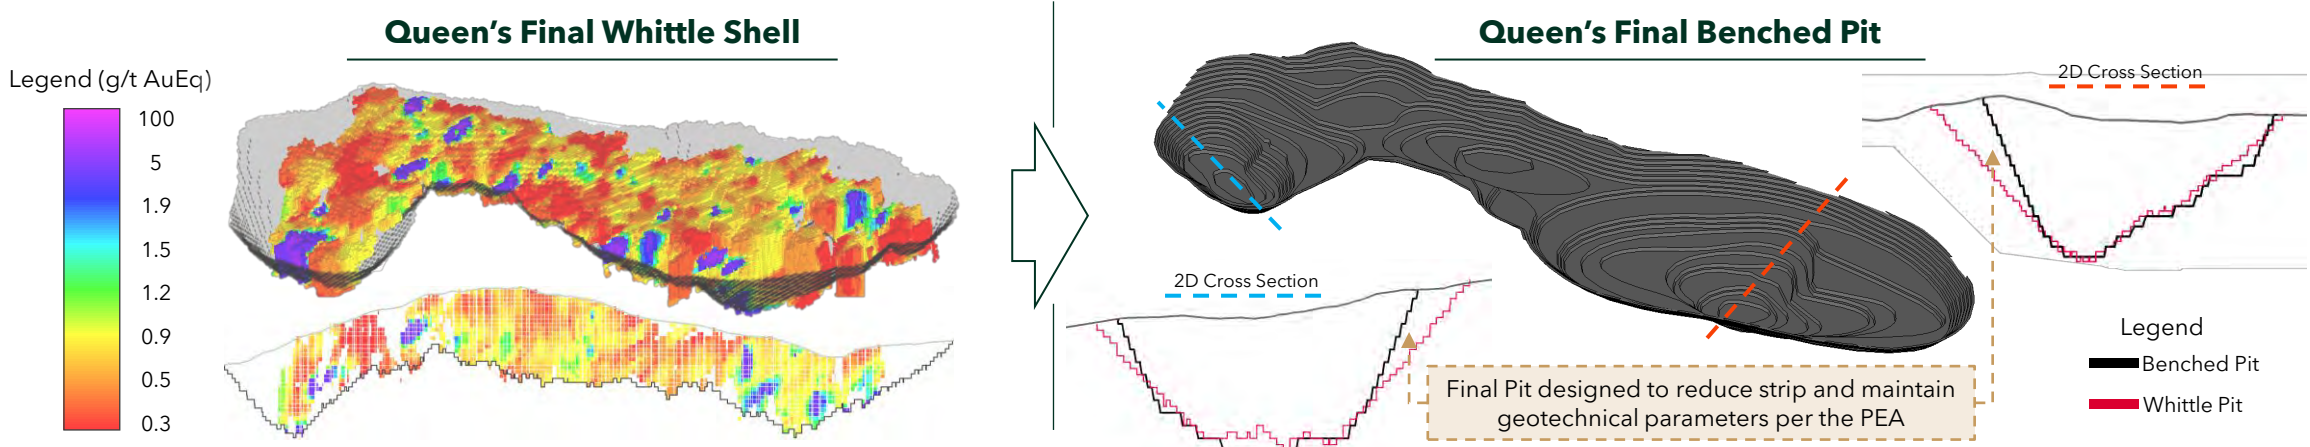 Queen’s Final Whittle Shell
Legend (g/t AuEq)
100
5
1.9
1.5
1.2
0.9
0.5
0.3
Queen’s Final Benched Pit
2D Cross Section
2D Cross Section
Final Pit designed to reduce strip and maintain
geotechnical parameters per the PEA
Legend
Benched Pit
Whittle Pit